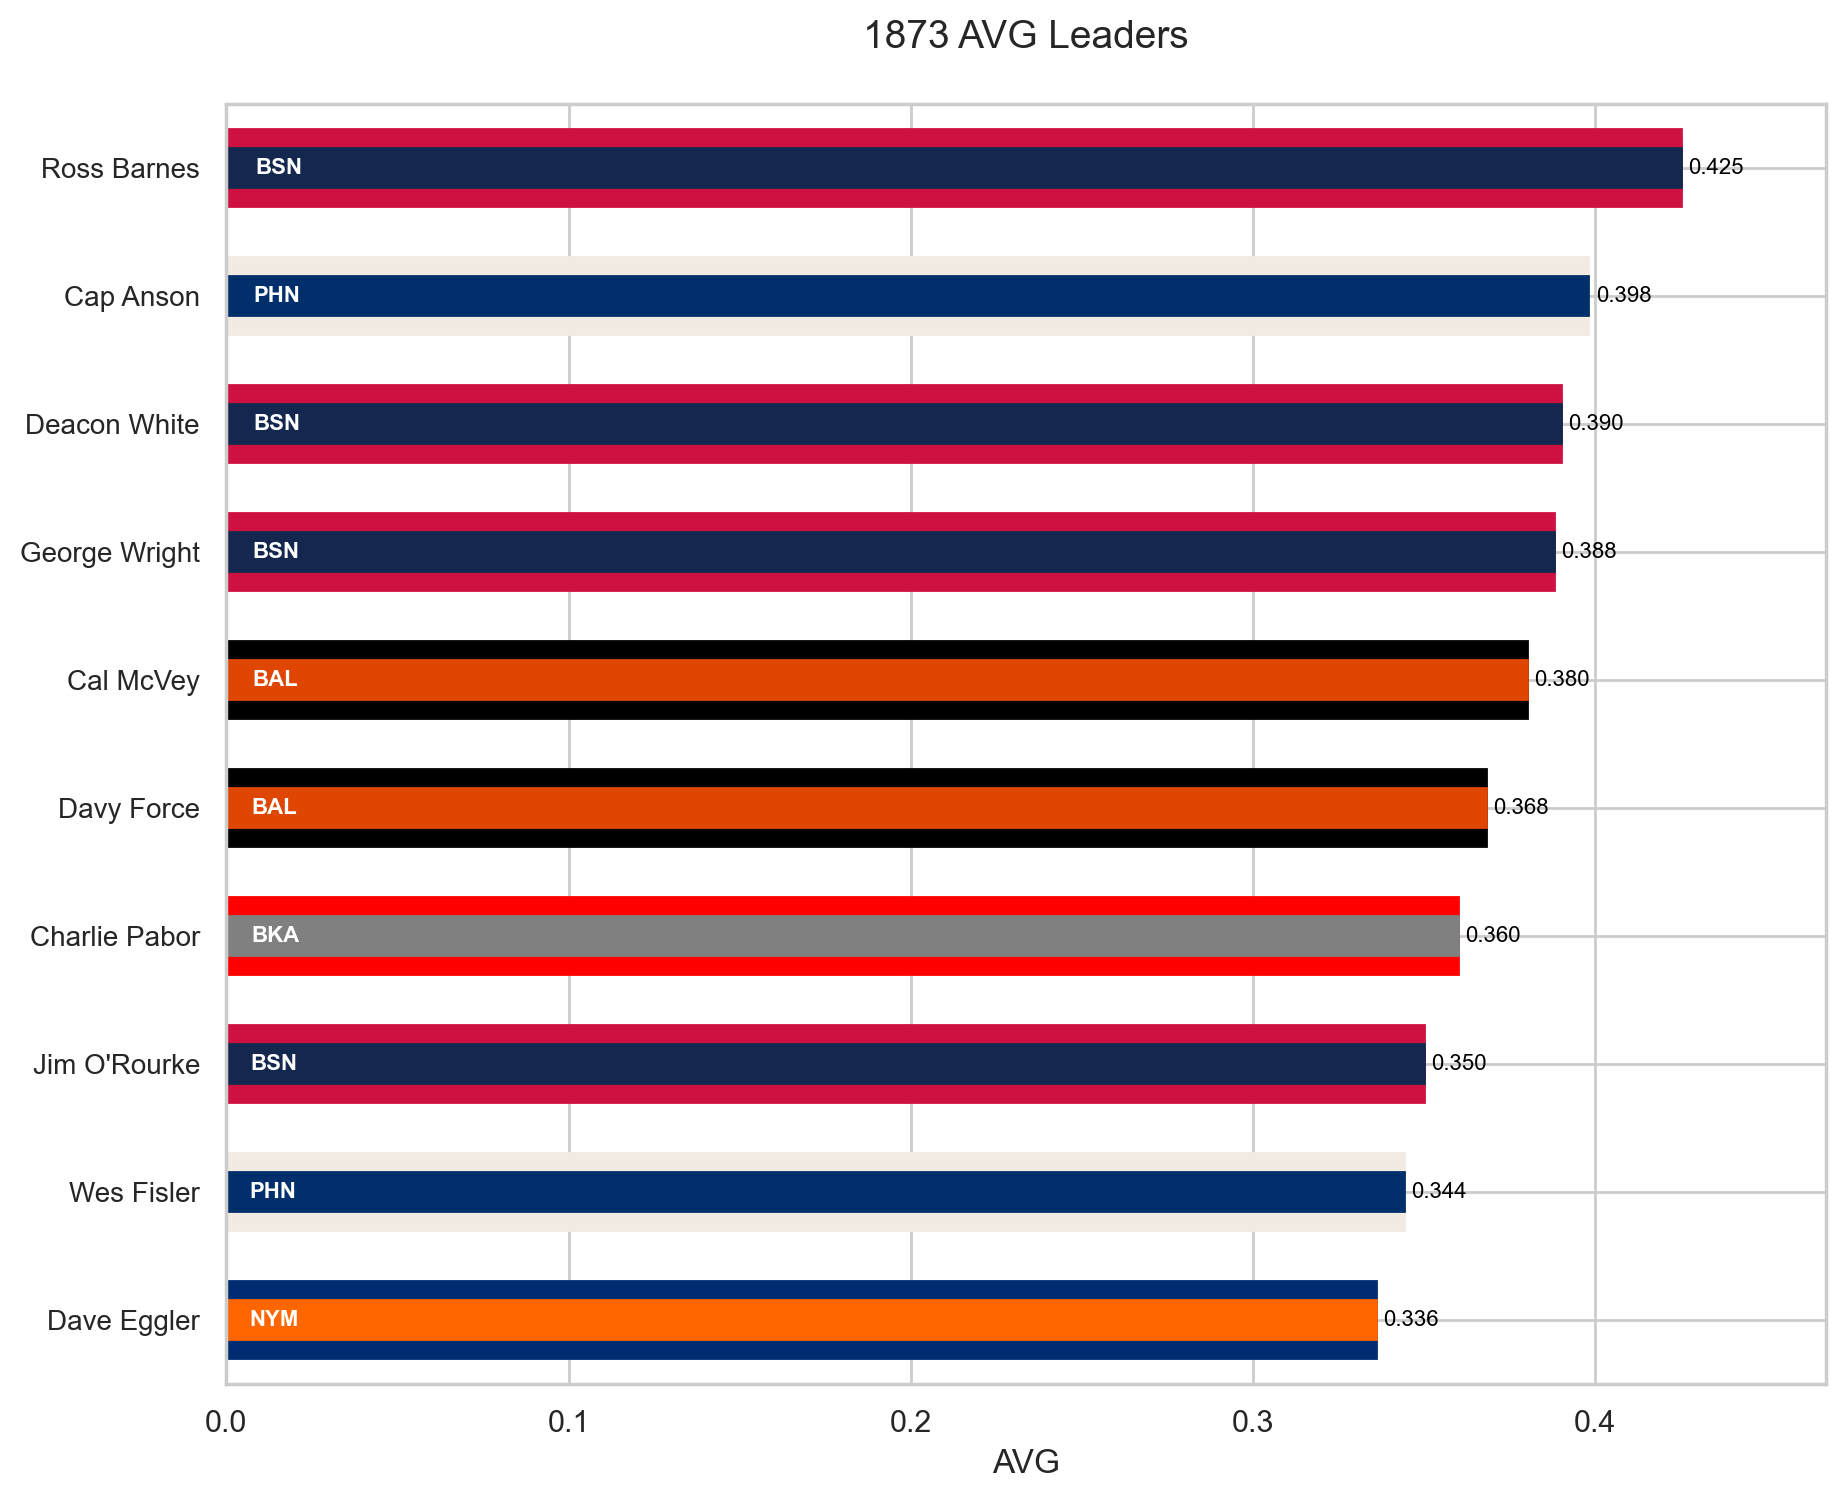 1873 AVG Leaders
Ross Barnes BSN 0.425
Cap Anson PHN 0.398
Deacon White BSN 0.390
George Wright BSN 0.388
Cal McVey BAL 0.380
Davy Force BAL 0.368
Charlie Pabor BKA 0.360
Jim O'Rourke BSN 0.350
Wes Fisler PHN 0.344
Dave Eggler NYM 0.336
0.0 0.1 0.2 0.3 0.4
AVG